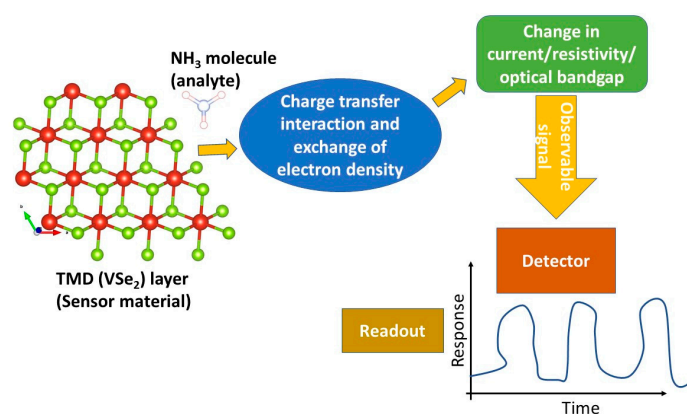 NH₃ molecule
(analyte)
TMD (VSe₂) layer
(Sensor material)
Charge transfer
interaction and
exchange of
electron density
Change in
current/resistivity/
optical bandgap
Observable
signal
Detector
Readout
Response
Time